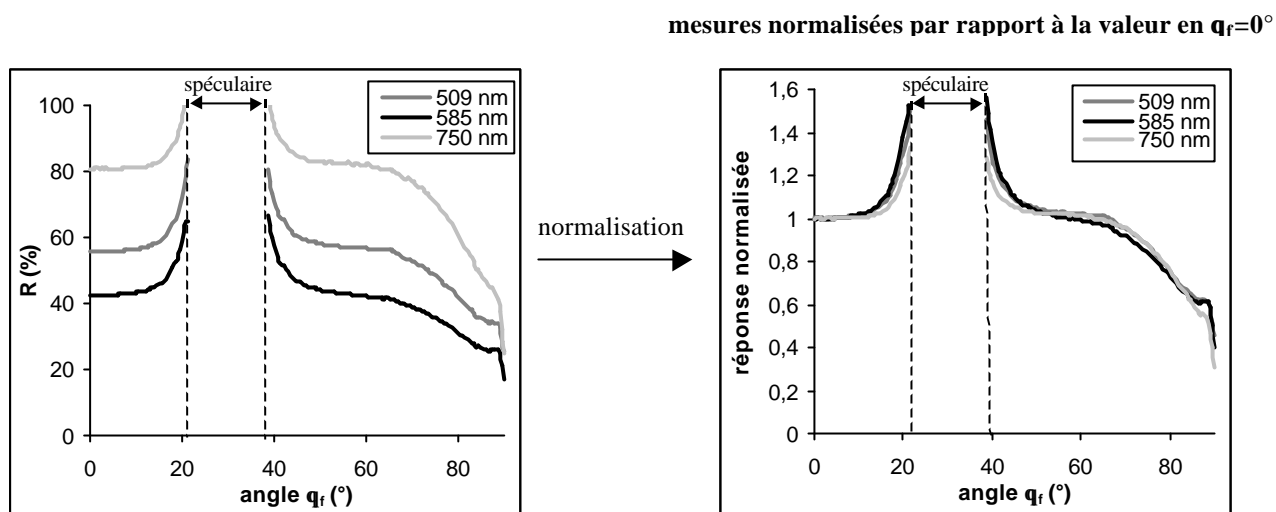 mesures normalisées par rapport à la valeur en qf=0°
spéculaire
100
80
60
40
20
0
R (%)
509 nm
585 nm
750 nm
0 20 40 60 80
angle qf (°)
normalisation
spéculaire
1,6
1,4
1,2
1
0,8
0,6
0,4
0,2
0
réponse normalisée
509 nm
585 nm
750 nm
0 20 40 60 80
angle qf (°)